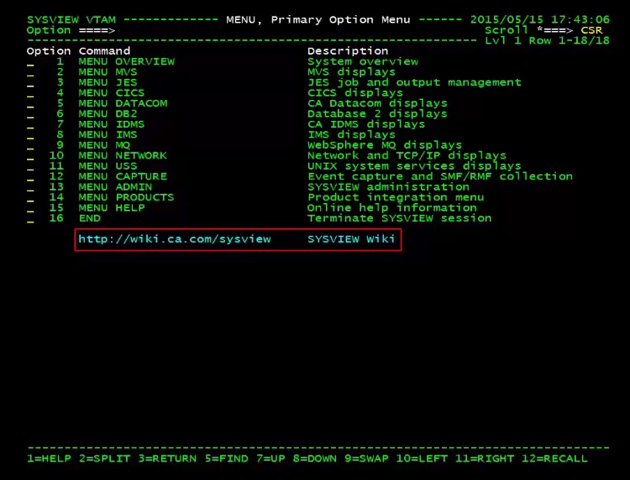 SYSVIEW VTAM ------------ MENU, Primary Option Menu ------ 2015/05/15 17:43:06
Option ====> Scroll *===> CSR
------------------------------------------------------------- Lvl 1 Row 1-18/18
Option Command Description
_ 1 MENU OVERVIEW System overview
_ 2 MENU MVS MVS displays
_ 3 MENU JES JES job and output management
_ 4 MENU CICS CICS displays
_ 5 MENU DATACOM CA Datacom displays
_ 6 MENU DB2 Database 2 displays
_ 7 MENU IDMS CA IDMS displays
_ 8 MENU IMS IMS displays
_ 9 MENU MQ WebSphere MQ displays
_ 10 MENU NETWORK Network and TCP/IP displays
_ 11 MENU USS UNIX system services displays
_ 12 MENU CAPTURE Event capture and SMF/RMF collection
_ 13 MENU ADMIN SYSVIEW administration
_ 14 MENU PRODUCTS Product integration menu
_ 15 MENU HELP Online help information
_ 16 END Terminate SYSVIEW session
http://wiki.ca.com/sysview SYSVIEW Wiki
-------------------------------------------------------------------------------
1=HELP 2=SPLIT 3=RETURN 5=FIND 7=UP 8=DOWN 9=SWAP 10=LEFT 11=RIGHT 12=RECALL